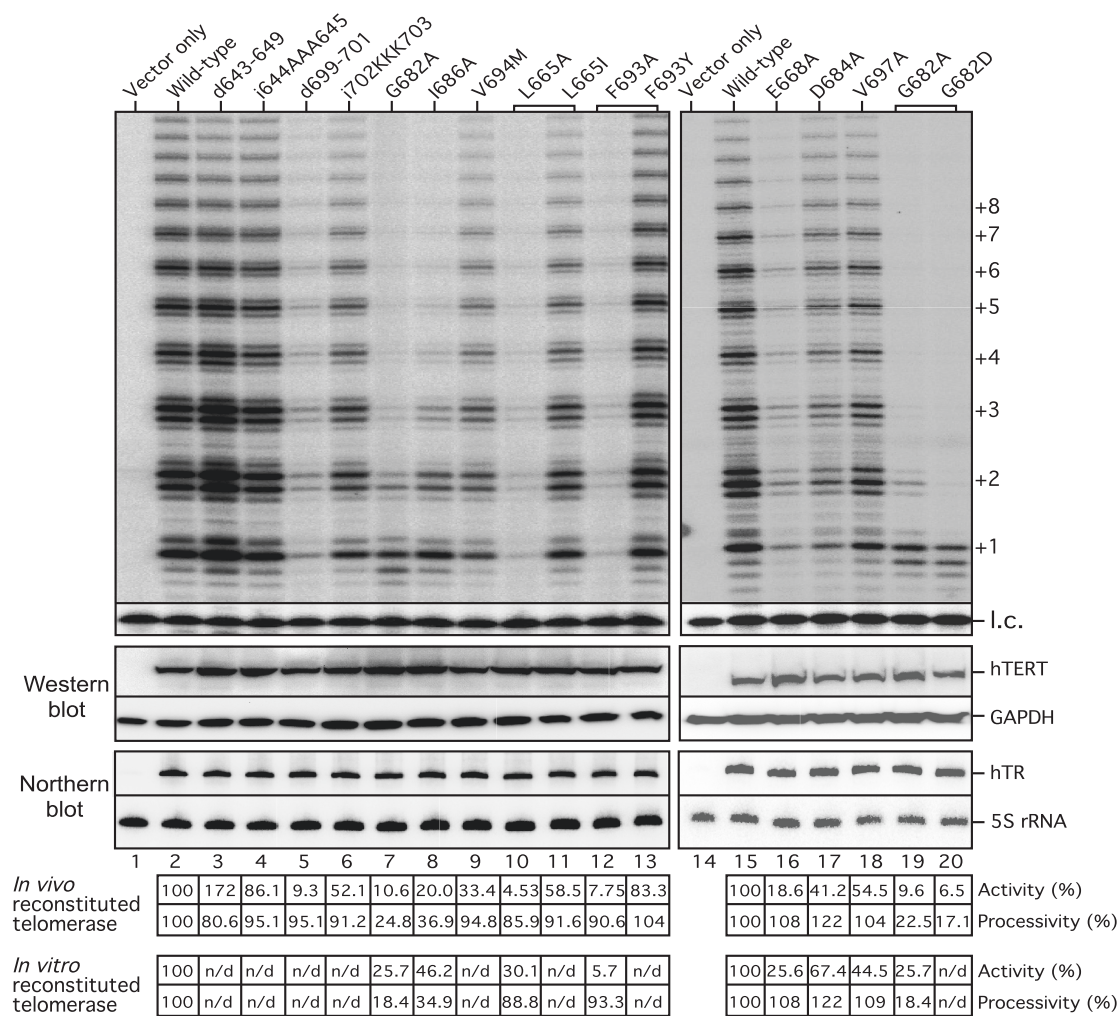 Vector only Wild-type d643-649 i644AAA645 d699-701 i702KKK703 G682A I686A V694M L665A L665I F693A F693Y Vector only Wild-type E668A D684A V697A G682A G682D
+8
+7
+6
+5
+4
+3
+2
+1
l.c.
Western blot
hTERT
GAPDH
Northern blot
hTR
5S rRNA
1 2 3 4 5 6 7 8 9 10 11 12 13 14 15 16 17 18 19 20
In vivo reconstituted telomerase
100 172 86.1 9.3 52.1 10.6 20.0 33.4 4.53 58.5 7.75 83.3 100 18.6 41.2 54.5 9.6 6.5 Activity (%)
100 80.6 95.1 95.1 91.2 24.8 36.9 94.8 85.9 91.6 90.6 104 100 108 122 104 22.5 17.1 Processivity (%)
In vitro reconstituted telomerase
100 n/d n/d n/d n/d 25.7 46.2 n/d 30.1 n/d 5.7 n/d 100 25.6 67.4 44.5 25.7 n/d Activity (%)
100 n/d n/d n/d n/d 18.4 34.9 n/d 88.8 n/d 93.3 n/d 100 108 122 109 18.4 n/d Processivity (%)